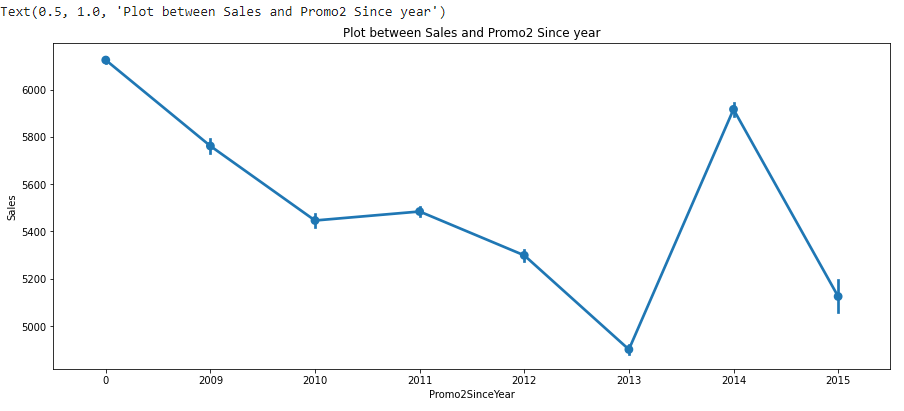 Text(0.5, 1.0, 'Plot between Sales and Promo2 Since year')
Plot between Sales and Promo2 Since year
6000
5800
5600
5400
5200
5000
Sales
0 2009 2010 2011 2012 2013 2014 2015
Promo2SinceYear